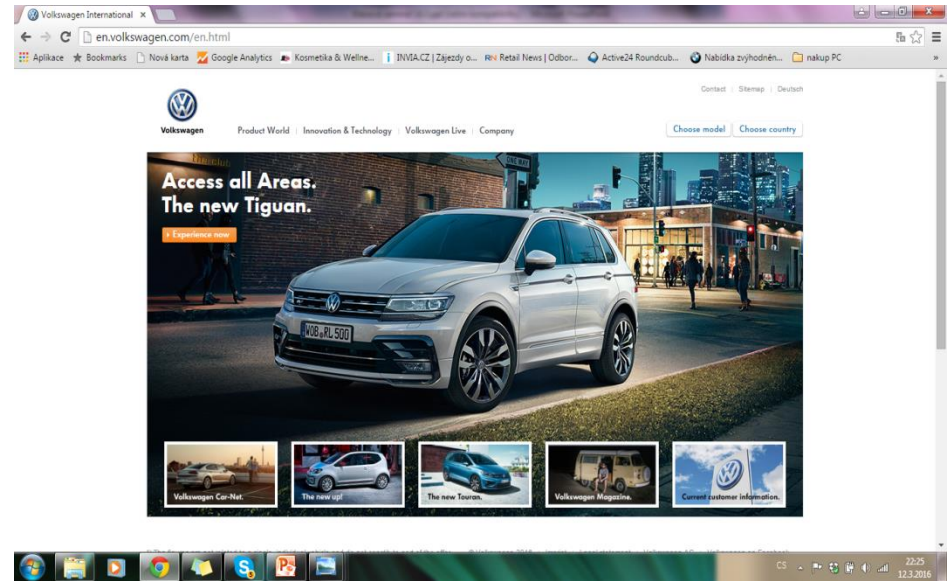 Volkswagen International
en.volkswagen.com/en.html
Aplikace
Bookmarks
Nová karta
Google Analytics
Kosmetika & Wellne...
INVIA.CZ | Zájezdy o...
RN Retail News | Odbor...
Active24 Roundcub...
Nabídka zvýhodněn...
nakup PC
Contact | Sitemap | Deutsch
Volkswagen
Product World | Innovation & Technology | Volkswagen Live | Company
Choose model
Choose country
ONE WAY
Access all Areas.
The new Tiguan.
Experience now
WOB RL 500
Volkswagen Car-Net.
The new up!
The new Touran.
Volkswagen Magazine.
Current customer information.
CS
22:25
12.3.2016